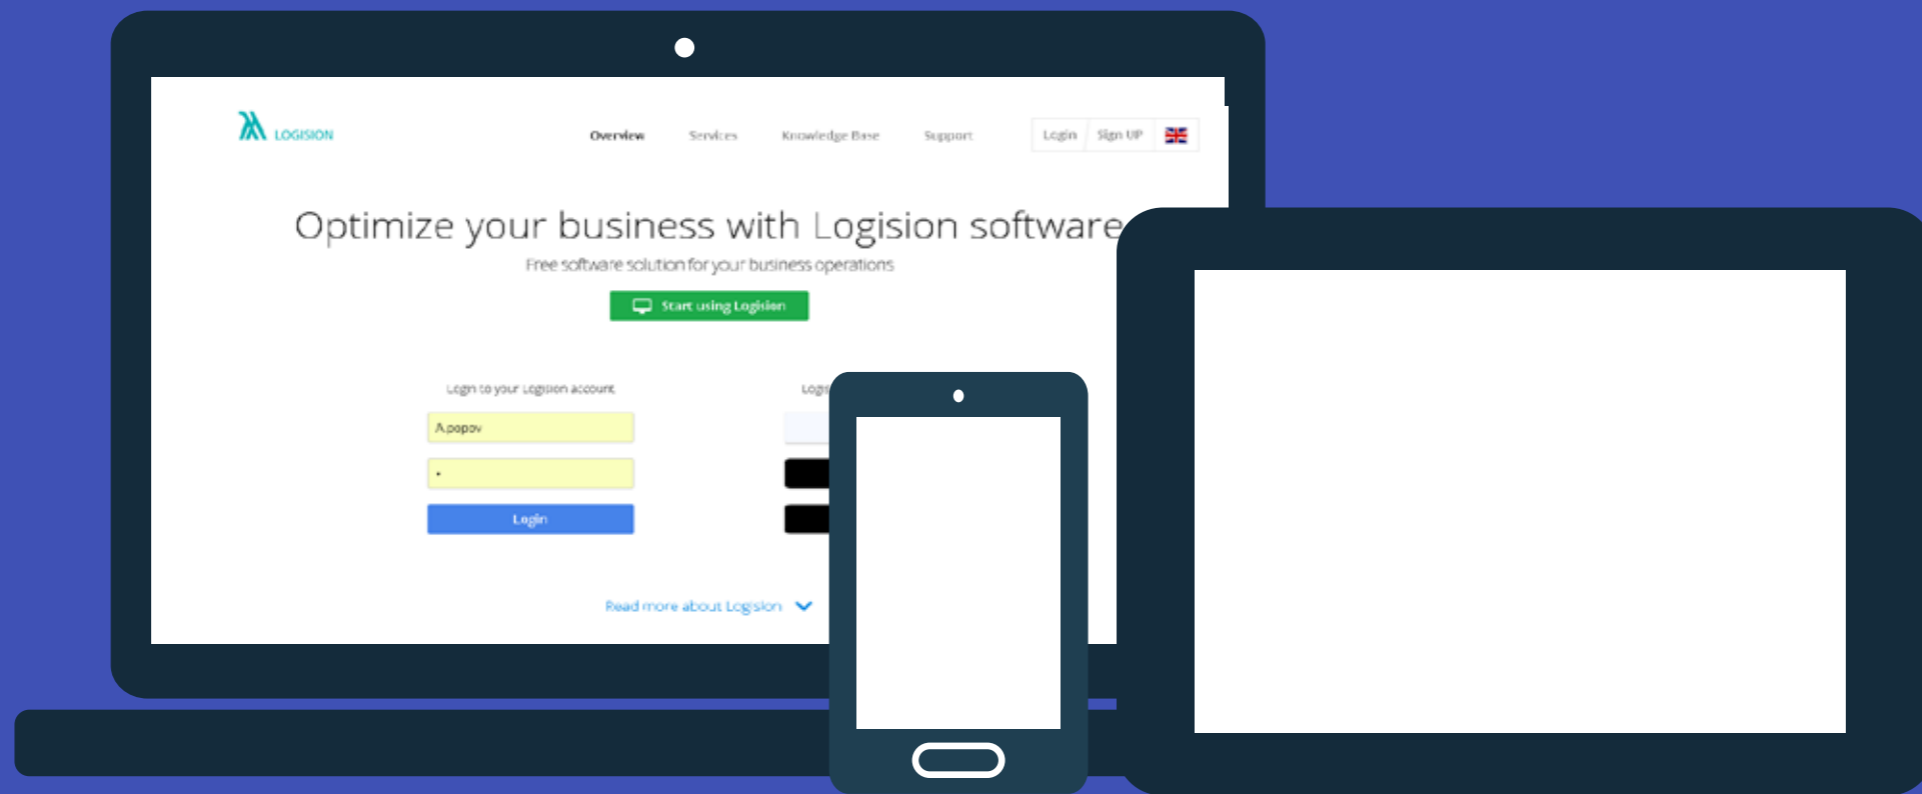 LOGISION
Overview Services Knowledge Base Support Login Sign UP
Optimize your business with Logision software
Free software solution for your business operations
Start using Logision
Login to your Logision account
A.popov
Login
Read more about Logision